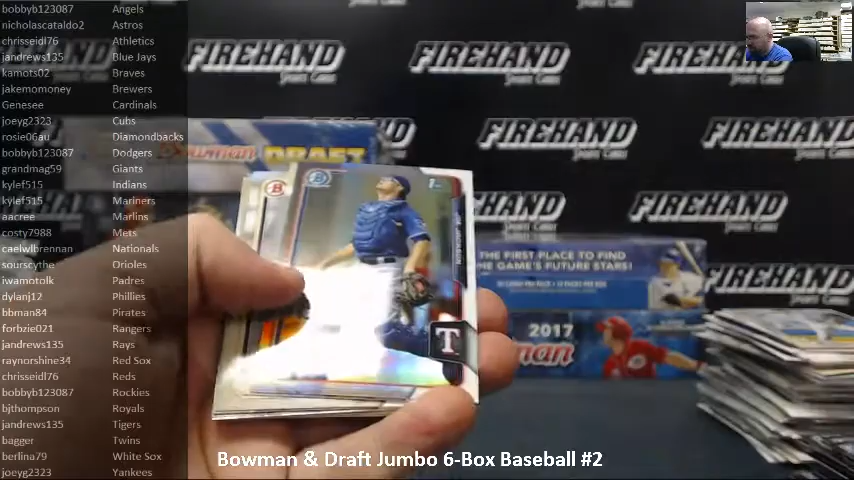 bobbyb123087 Angels
nicholascataldo2 Astros
chrisseidl76 Athletics
jandrews135 Blue Jays
kamots02 Braves
jakemomoney Brewers
Genesee Cardinals
joeyg2323 Cubs
rosie06au Diamondbacks
bobbyb123087 Dodgers
grandmag59 Giants
kylef515 Indians
kylef515 Mariners
aacree Marlins
costy7988 Mets
caelwlbrennan Nationals
sourscythe Orioles
iwamotolk Padres
dylanj12 Phillies
bbman84 Pirates
forbzie021 Rangers
jandrews135 Rays
raynorshine34 Red Sox
chrisseidl76 Reds
bobbyb123087 Rockies
bjthompson Royals
jandrews135 Tigers
bagger Twins
berlina79 White Sox
joeyg2323 Yankees
FIREHAND
FIREHAND
FIREHAND
FIREHAND
FIREHAND
FIREHAND
FIREHAND
Bowman DRAFT
B
1st
T
THE FIRST PLACE TO FIND
THE GAME'S FUTURE STARS!
2017
Bowman & Draft Jumbo 6-Box Baseball #2